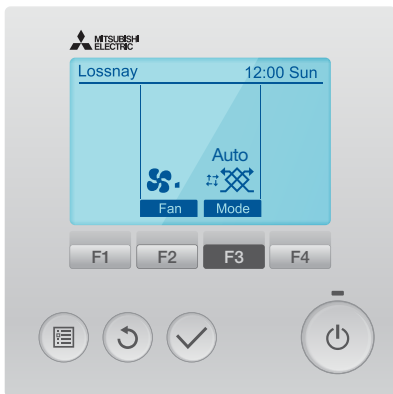 MITSUBISHI
ELECTRIC
Lossnay 12:00 Sun
Auto
Fan Mode
F1 F2 F3 F4